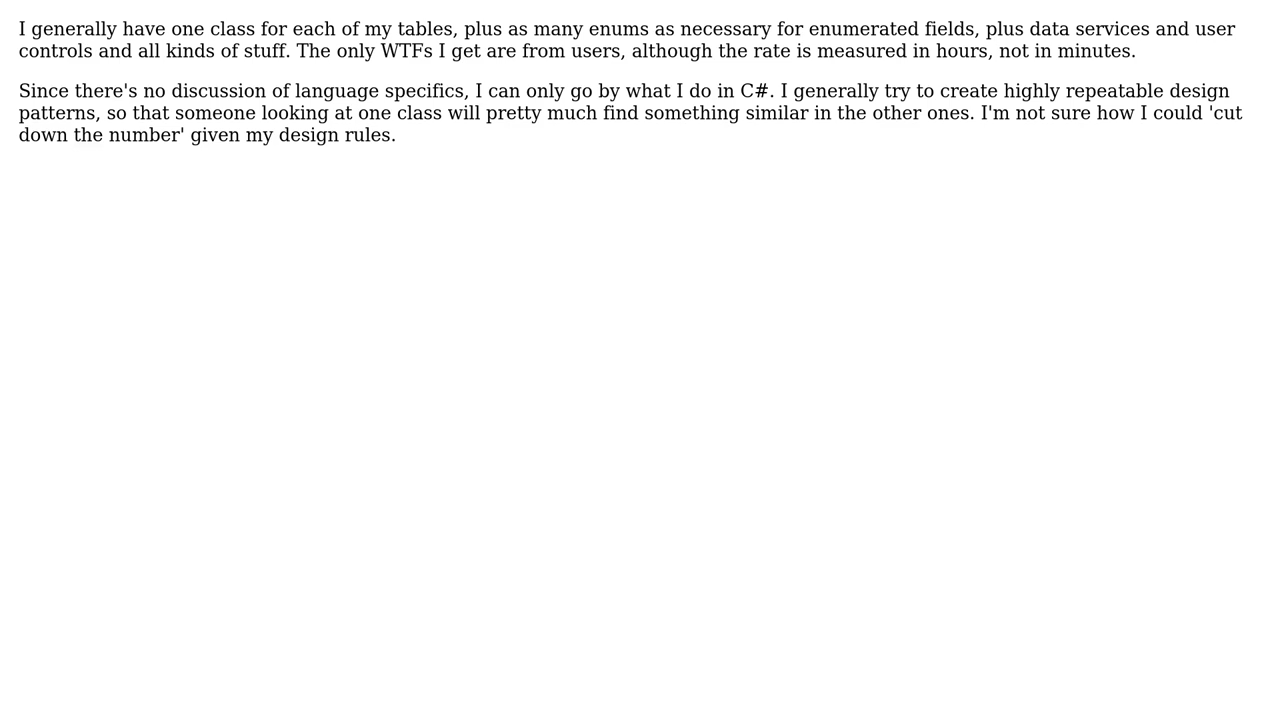 I generally have one class for each of my tables, plus as many enums as necessary for enumerated fields, plus data services and user
controls and all kinds of stuff. The only WTFs I get are from users, although the rate is measured in hours, not in minutes.
Since there's no discussion of language specifics, I can only go by what I do in C#. I generally try to create highly repeatable design
patterns, so that someone looking at one class will pretty much find something similar in the other ones. I'm not sure how I could 'cut
down the number' given my design rules.